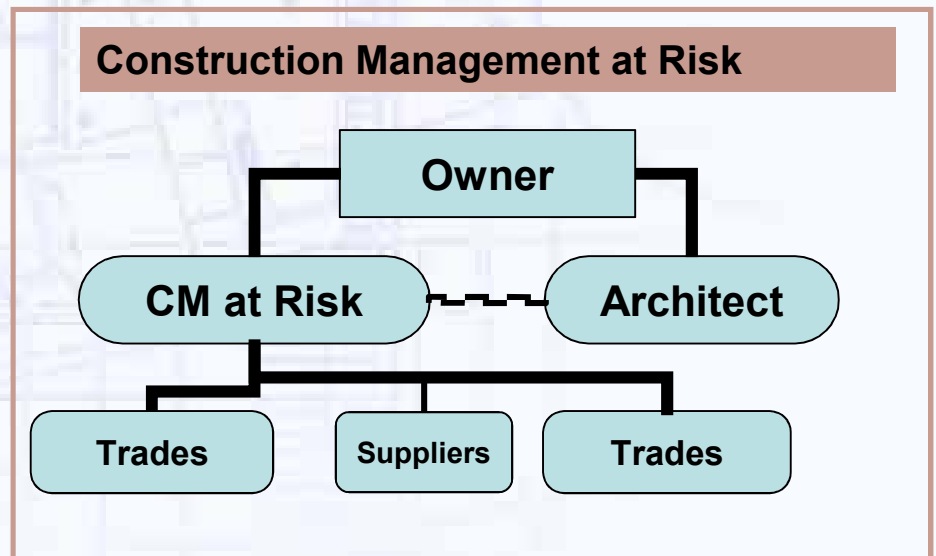 Construction Management at Risk
Owner
CM at Risk
Architect
Trades
Suppliers
Trades